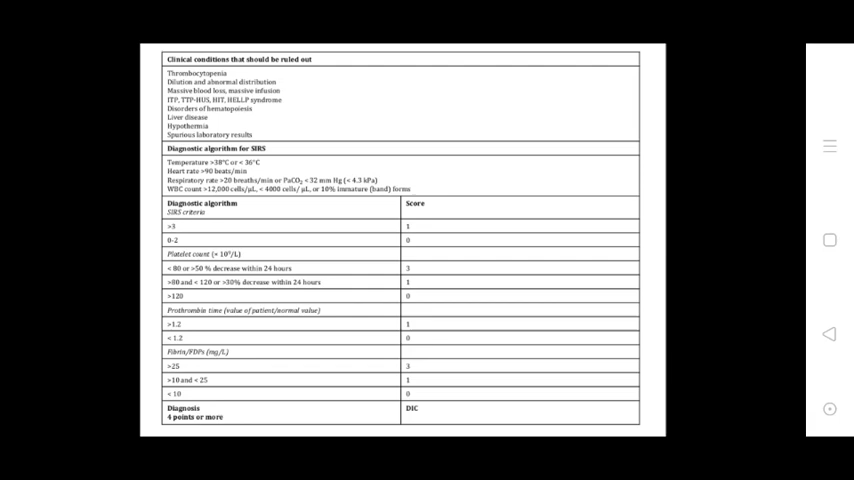 Clinical conditions that should be ruled out
Thrombocytopenia
Dilution and abnormal distribution
Massive blood loss, massive infusion
ITP, TTP-HUS, HIT, HELLP syndrome
Disorders of hematopoiesis
Liver disease
Hypothermia
Spurious laboratory results
Diagnostic algorithm for SIRS
Temperature >38°C or < 36°C
Heart rate >90 beats/min
Respiratory rate >20 breaths/min or PaCO₂ < 32 mm Hg (< 4.3 kPa)
WBC count >12,000 cells/µL, < 4000 cells/ µL, or 10% immature (band) forms
Diagnostic algorithm Score
SIRS criteria
>3 1
0-2 0
Platelet count (× 10⁹/L)
< 80 or >50 % decrease within 24 hours 3
>80 and < 120 or >30% decrease within 24 hours 1
>120 0
Prothrombin time (value of patient/normal value)
>1.2 1
< 1.2 0
Fibrin/FDPs (mg/L)
>25 3
>10 and < 25 1
< 10 0
Diagnosis DIC
4 points or more